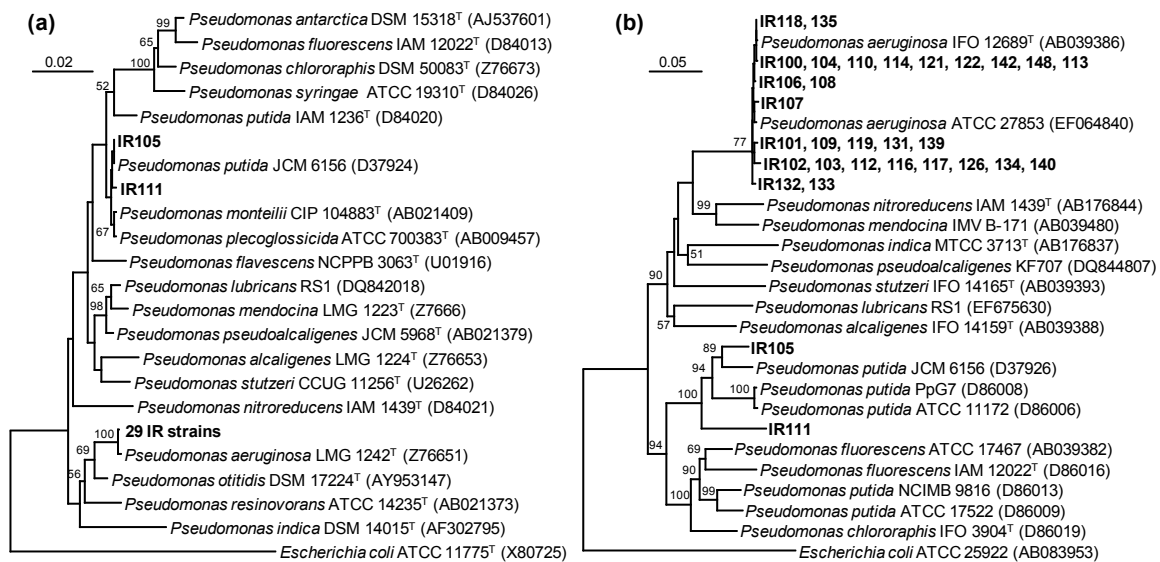 (a)
0.02
99
65
100
52
67
65
98
100
69
56
Pseudomonas antarctica DSM 15318ᵀ (AJ537601)
Pseudomonas fluorescens IAM 12022ᵀ (D84013)
Pseudomonas chlororaphis DSM 50083ᵀ (Z76673)
Pseudomonas syringae ATCC 19310ᵀ (D84026)
Pseudomonas putida IAM 1236ᵀ (D84020)
IR105
Pseudomonas putida JCM 6156 (D37924)
IR111
Pseudomonas monteilii CIP 104883ᵀ (AB021409)
Pseudomonas plecoglossicida ATCC 700383ᵀ (AB009457)
Pseudomonas flavescens NCPPB 3063ᵀ (U01916)
Pseudomonas lubricans RS1 (DQ842018)
Pseudomonas mendocina LMG 1223ᵀ (Z7666)
Pseudomonas pseudoalcaligenes JCM 5968ᵀ (AB021379)
Pseudomonas alcaligenes LMG 1224ᵀ (Z76653)
Pseudomonas stutzeri CCUG 11256ᵀ (U26262)
Pseudomonas nitroreducens IAM 1439ᵀ (D84021)
29 IR strains
Pseudomonas aeruginosa LMG 1242ᵀ (Z76651)
Pseudomonas otitidis DSM 17224ᵀ (AY953147)
Pseudomonas resinovorans ATCC 14235ᵀ (AB021373)
Pseudomonas indica DSM 14015ᵀ (AF302795)
Escherichia coli ATCC 11775ᵀ (X80725)
(b)
0.05
77
99
51
90
57
89
94
100
100
94
69
90
99
100
IR118, 135
Pseudomonas aeruginosa IFO 12689ᵀ (AB039386)
IR100, 104, 110, 114, 121, 122, 142, 148, 113
IR106, 108
IR107
Pseudomonas aeruginosa ATCC 27853 (EF064840)
IR101, 109, 119, 131, 139
IR102, 103, 112, 116, 117, 126, 134, 140
IR132, 133
Pseudomonas nitroreducens IAM 1439ᵀ (AB176844)
Pseudomonas mendocina IMV B-171 (AB039480)
Pseudomonas indica MTCC 3713ᵀ (AB176837)
Pseudomonas pseudoalcaligenes KF707 (DQ844807)
Pseudomonas stutzeri IFO 14165ᵀ (AB039393)
Pseudomonas lubricans RS1 (EF675630)
Pseudomonas alcaligenes IFO 14159ᵀ (AB039388)
IR105
Pseudomonas putida JCM 6156 (D37926)
Pseudomonas putida PpG7 (D86008)
Pseudomonas putida ATCC 11172 (D86006)
IR111
Pseudomonas fluorescens ATCC 17467 (AB039382)
Pseudomonas fluorescens IAM 12022ᵀ (D86016)
Pseudomonas putida NCIMB 9816 (D86013)
Pseudomonas putida ATCC 17522 (D86009)
Pseudomonas chlororaphis IFO 3904ᵀ (D86019)
Escherichia coli ATCC 25922 (AB083953)